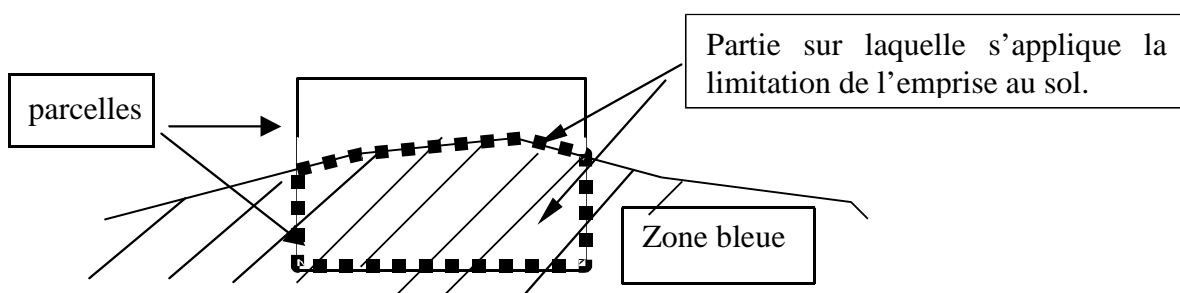 Partie sur laquelle s’applique la
limitation de l’emprise au sol.
parcelles
Zone bleue